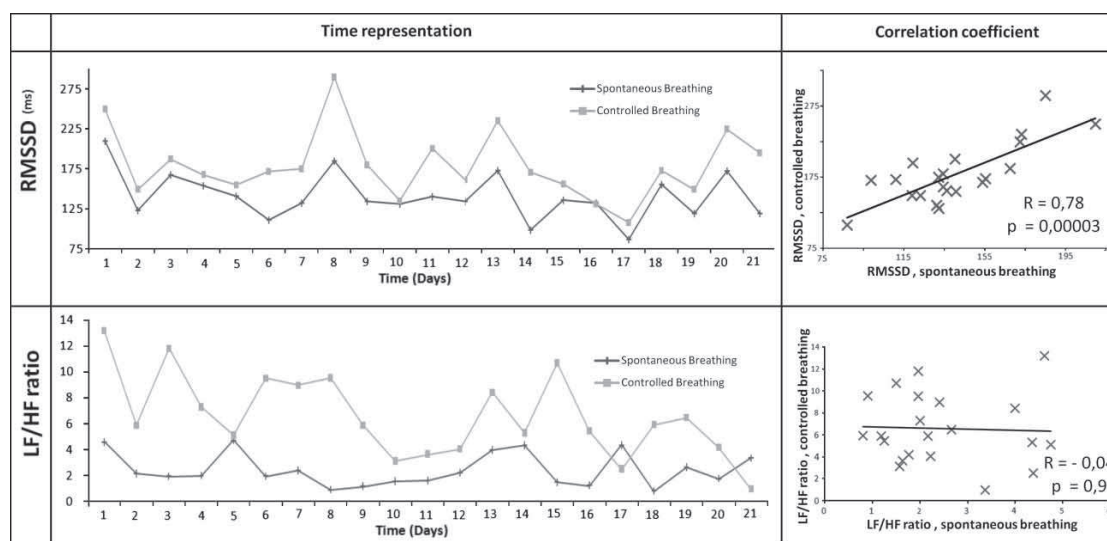 Time representation
Correlation coefficient
RMSSD (ms)
275
225
175
125
75
Spontaneous Breathing
Controlled Breathing
1 2 3 4 5 6 7 8 9 10 11 12 13 14 15 16 17 18 19 20 21
Time (Days)
RMSSD , controlled breathing
275
175
75
R = 0,78
p = 0,00003
75 115 155 195
RMSSD , spontaneous breathing
LF/HF ratio
14
12
10
8
6
4
2
0
Spontaneous Breathing
Controlled Breathing
1 2 3 4 5 6 7 8 9 10 11 12 13 14 15 16 17 18 19 20 21
Time (Days)
LF/HF ratio , controlled breathing
14
12
10
8
6
4
2
0
R = - 0,04
p = 0,9
0 1 2 3 4 5
LF/HF ratio , spontaneous breathing